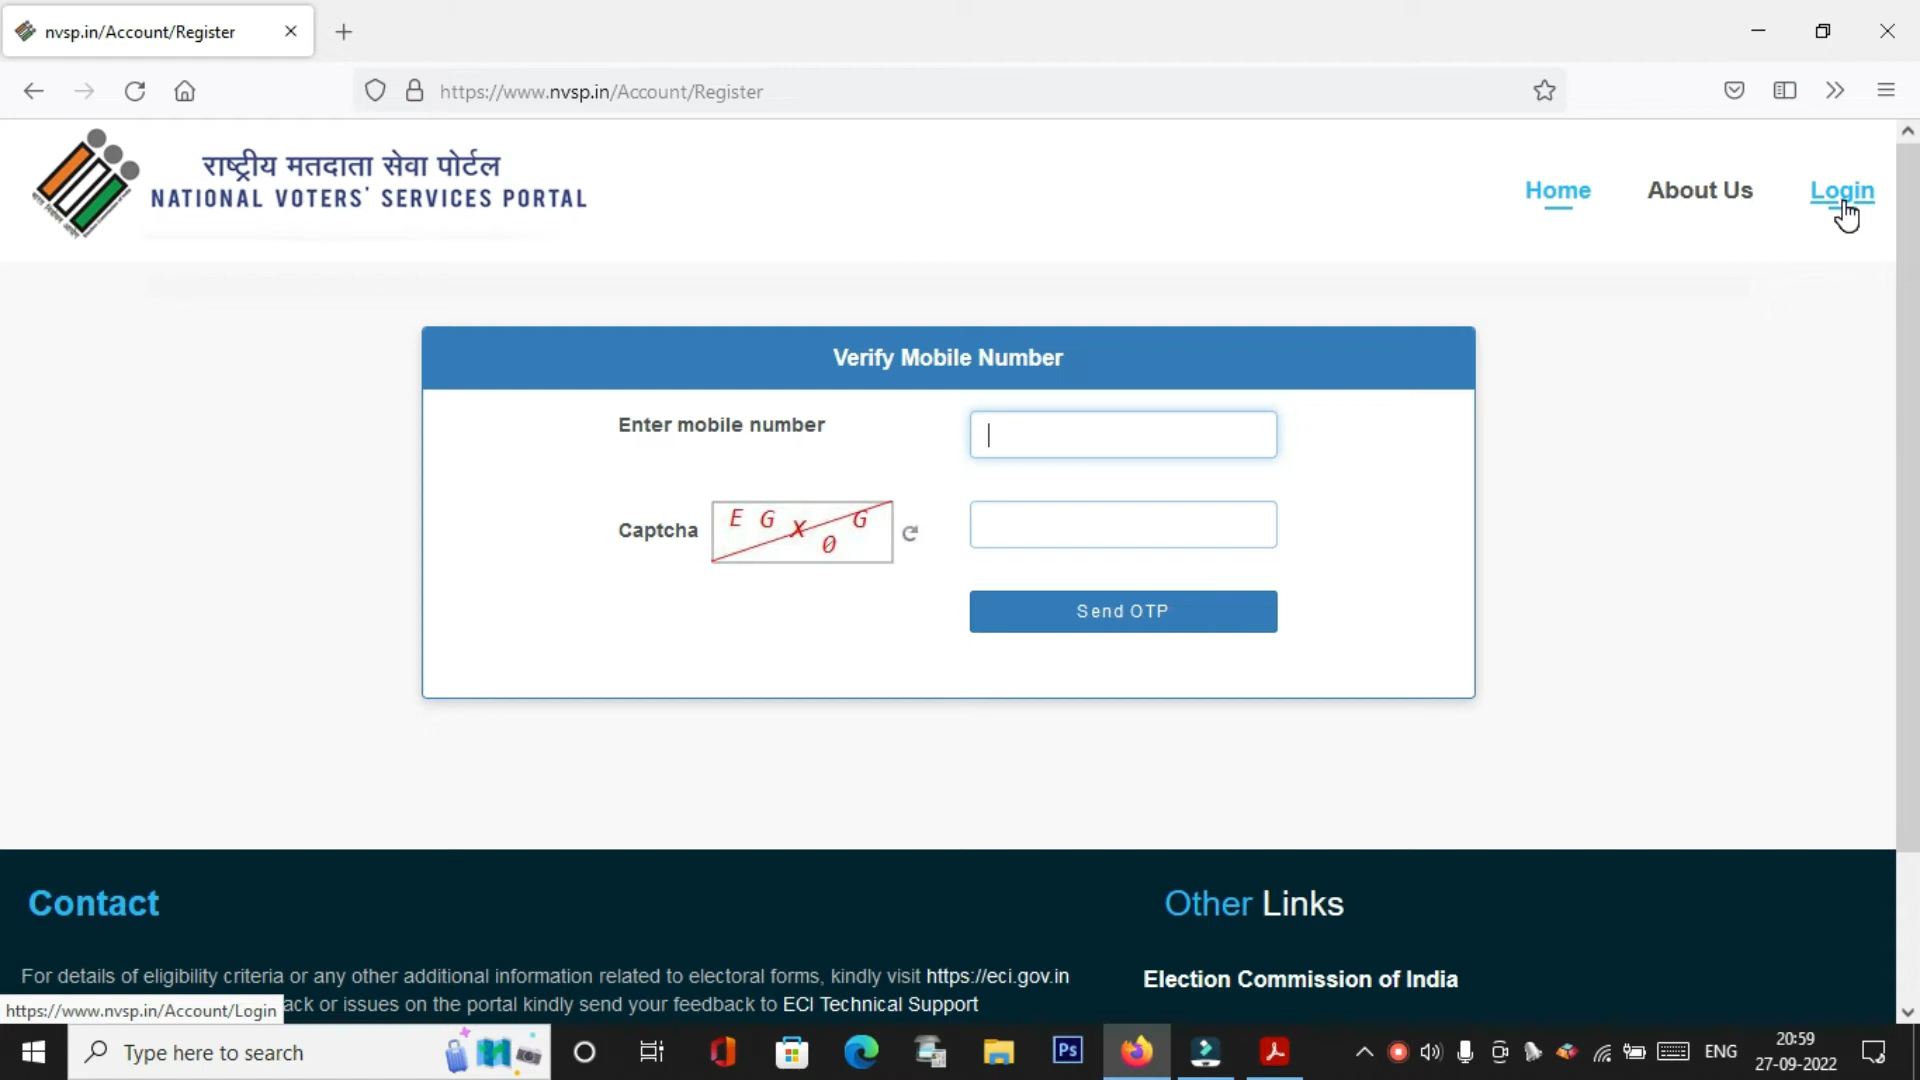 nvsp.in/Account/Register
https://www.nvsp.in/Account/Register
राष्ट्रीय मतदाता सेवा पोर्टल
NATIONAL VOTERS' SERVICES PORTAL
Home About Us Login
Verify Mobile Number
Enter mobile number
Captcha E G X 0 G
Send OTP
Contact
Other Links
For details of eligibility criteria or any other additional information related to electoral forms, kindly visit https://eci.gov.in
Election Commission of India
ack or issues on the portal kindly send your feedback to ECI Technical Support
https://www.nvsp.in/Account/Login
Type here to search
Ps
ENG
20:59
27-09-2022